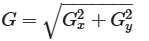 G = √(G_x^2 + G_y^2)